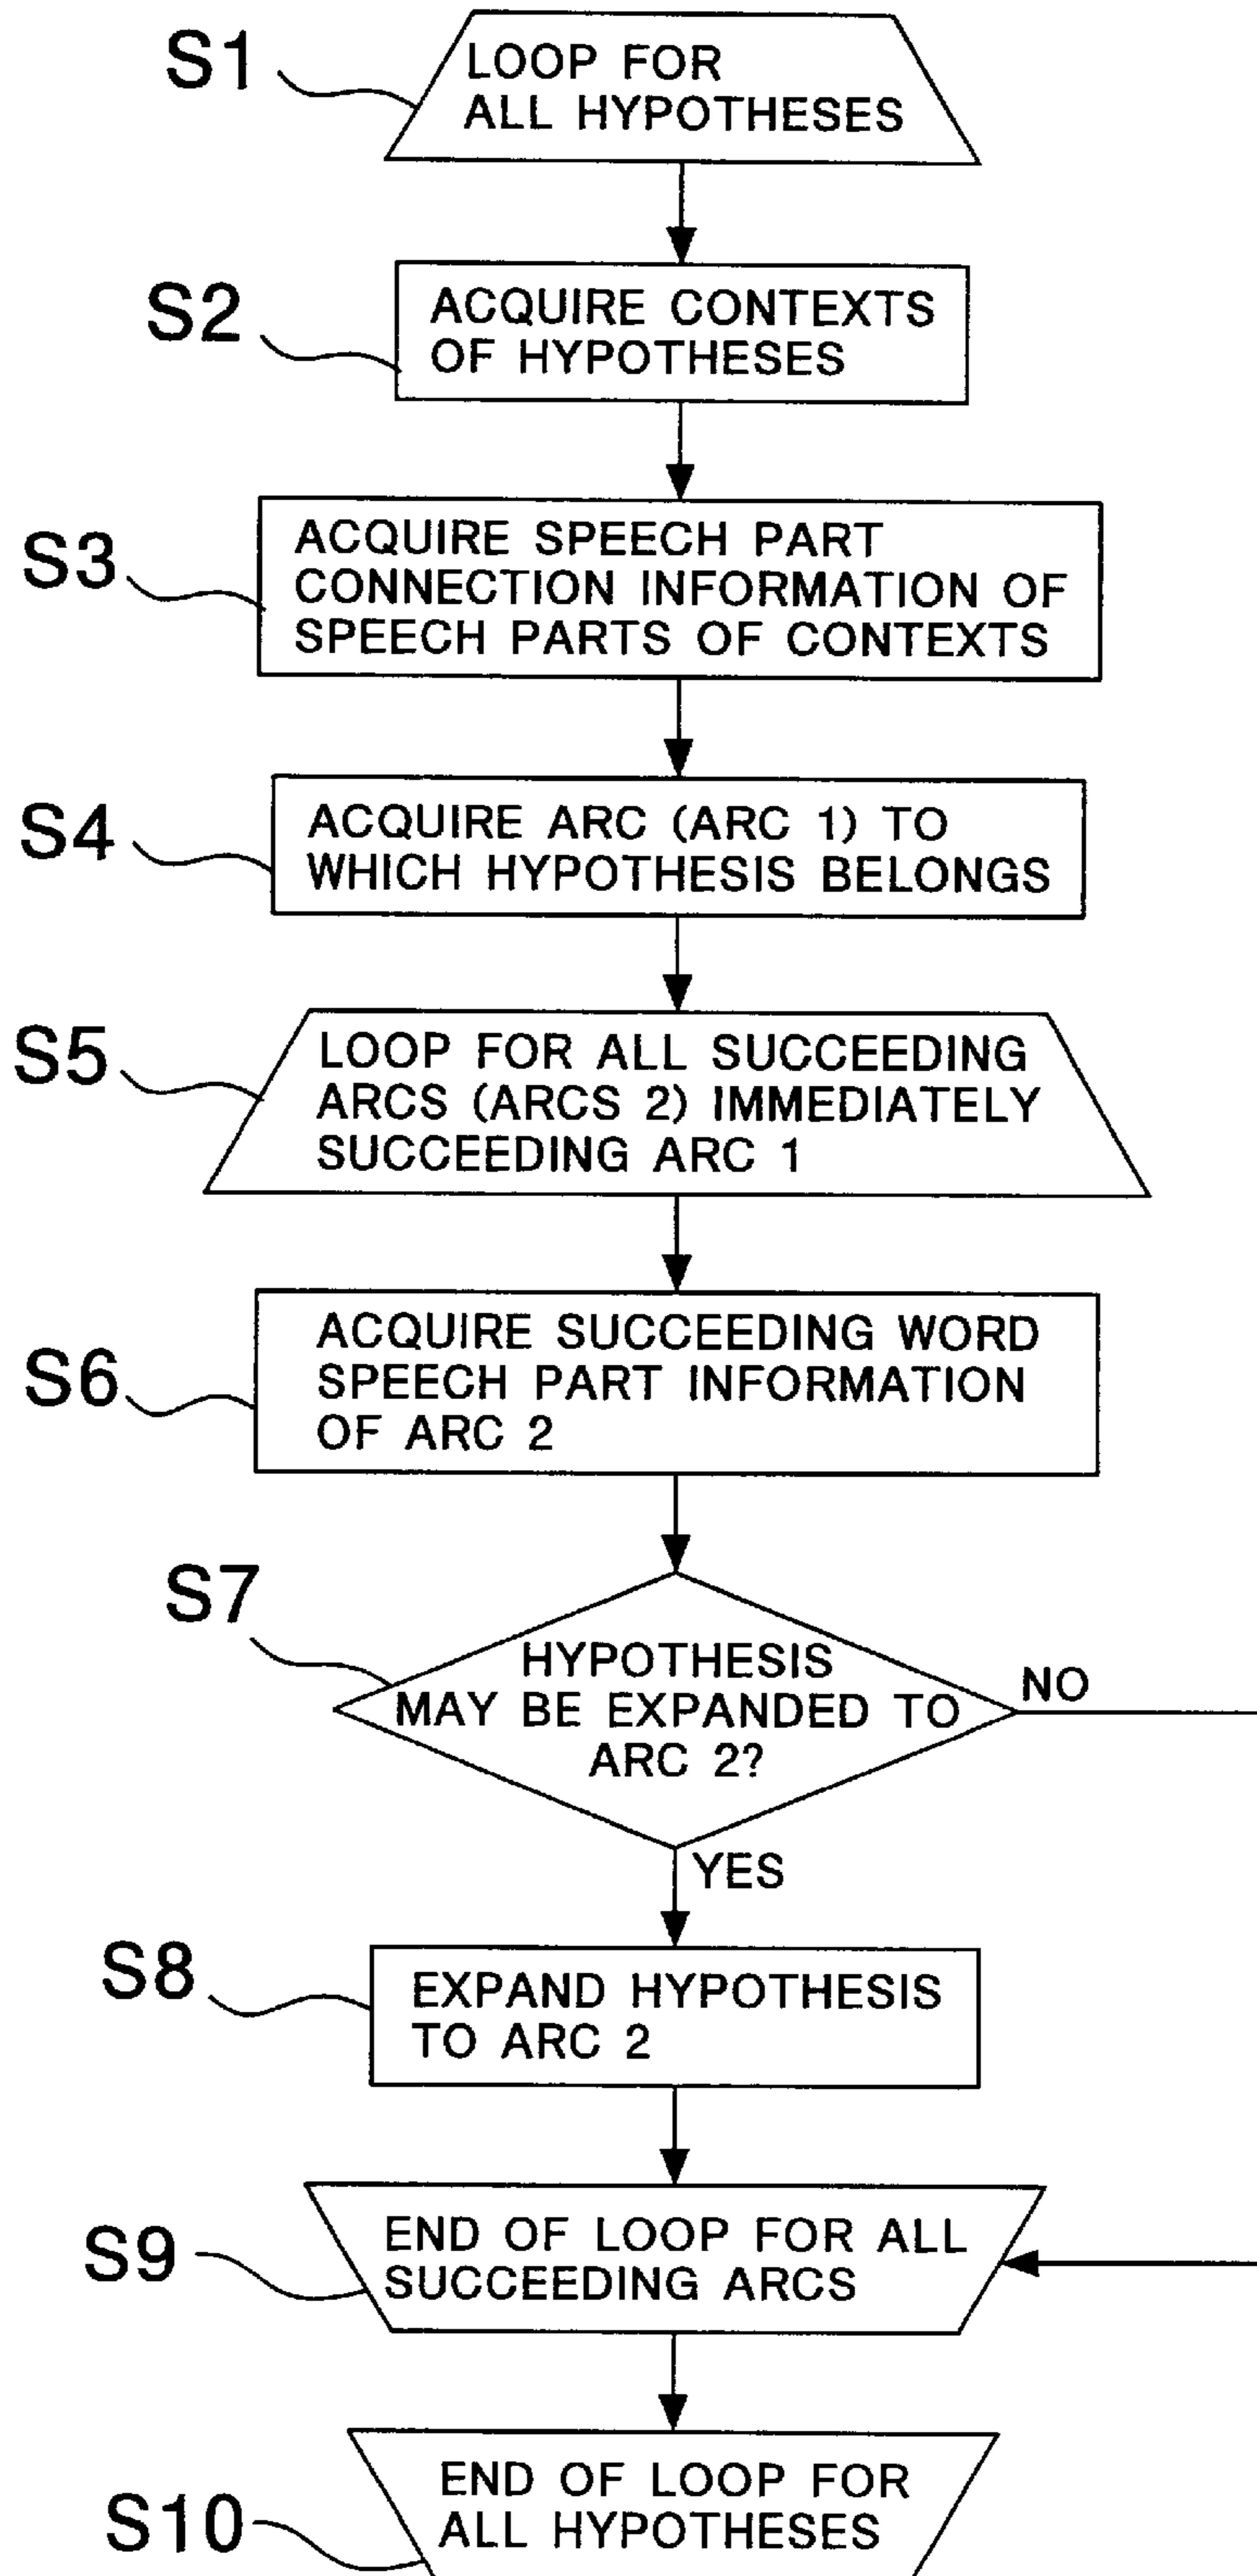 S1
LOOP FOR
ALL HYPOTHESES
S2
ACQUIRE CONTEXTS
OF HYPOTHESES
S3
ACQUIRE SPEECH PART
CONNECTION INFORMATION OF
SPEECH PARTS OF CONTEXTS
S4
ACQUIRE ARC (ARC 1) TO
WHICH HYPOTHESIS BELONGS
S5
LOOP FOR ALL SUCCEEDING
ARCS (ARCS 2) IMMEDIATELY
SUCCEEDING ARC 1
S6
ACQUIRE SUCCEEDING WORD
SPEECH PART INFORMATION
OF ARC 2
S7
HYPOTHESIS
MAY BE EXPANDED TO
ARC 2?
NO
YES
S8
EXPAND HYPOTHESIS
TO ARC 2
S9
END OF LOOP FOR ALL
SUCCEEDING ARCS
S10
END OF LOOP FOR
ALL HYPOTHESES